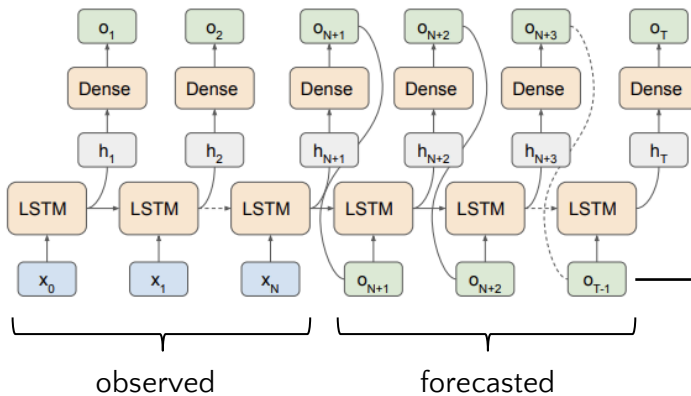 o₁ o₂ oN+1 oN+2 oN+3 oT
Dense Dense Dense Dense Dense Dense
h₁ h₂ hN+1 hN+2 hN+3 hT
LSTM LSTM LSTM LSTM LSTM LSTM
x₀ x₁ xN oN+1 oN+2 oT-1
observed forecasted